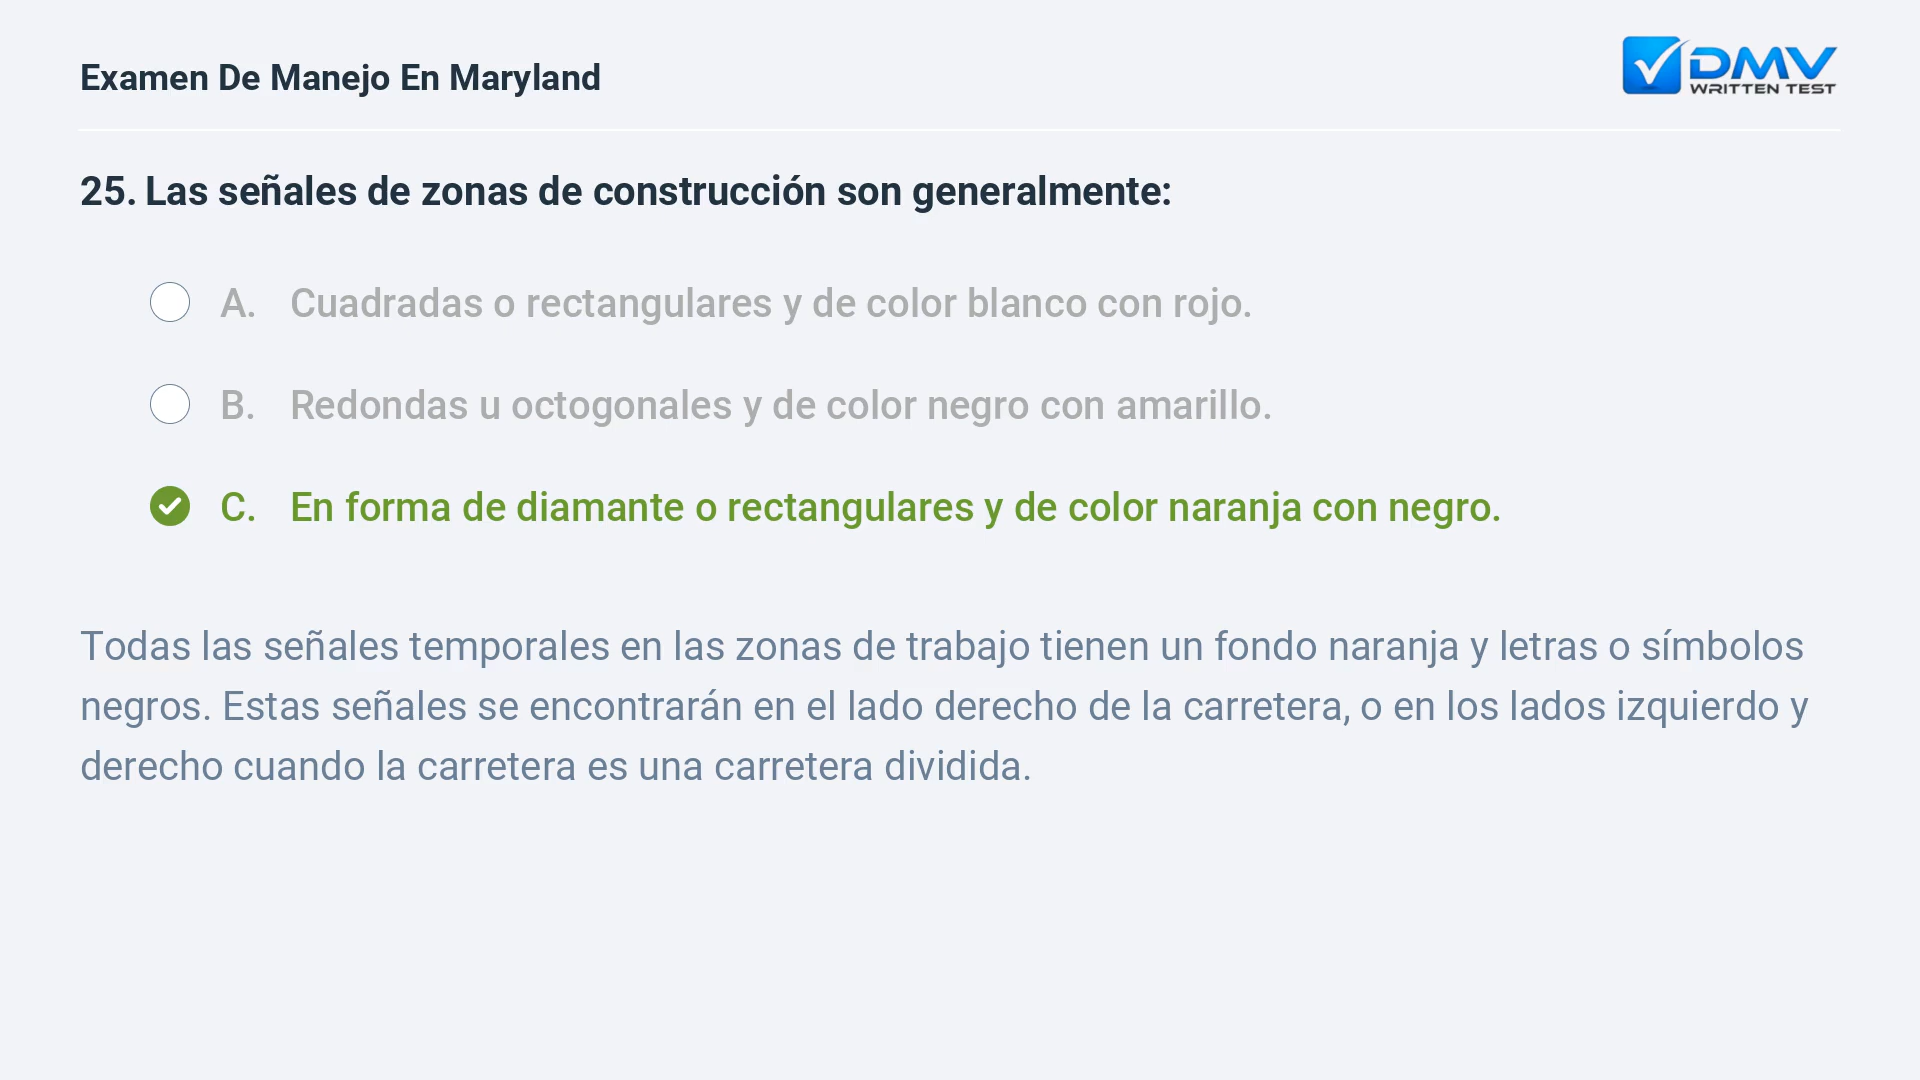 Examen De Manejo En Maryland
DMV
WRITTEN TEST
25. Las señales de zonas de construcción son generalmente:
A. Cuadradas o rectangulares y de color blanco con rojo.
B. Redondas u octogonales y de color negro con amarillo.
C. En forma de diamante o rectangulares y de color naranja con negro.
Todas las señales temporales en las zonas de trabajo tienen un fondo naranja y letras o símbolos
negros. Estas señales se encontrarán en el lado derecho de la carretera, o en los lados izquierdo y
derecho cuando la carretera es una carretera dividida.